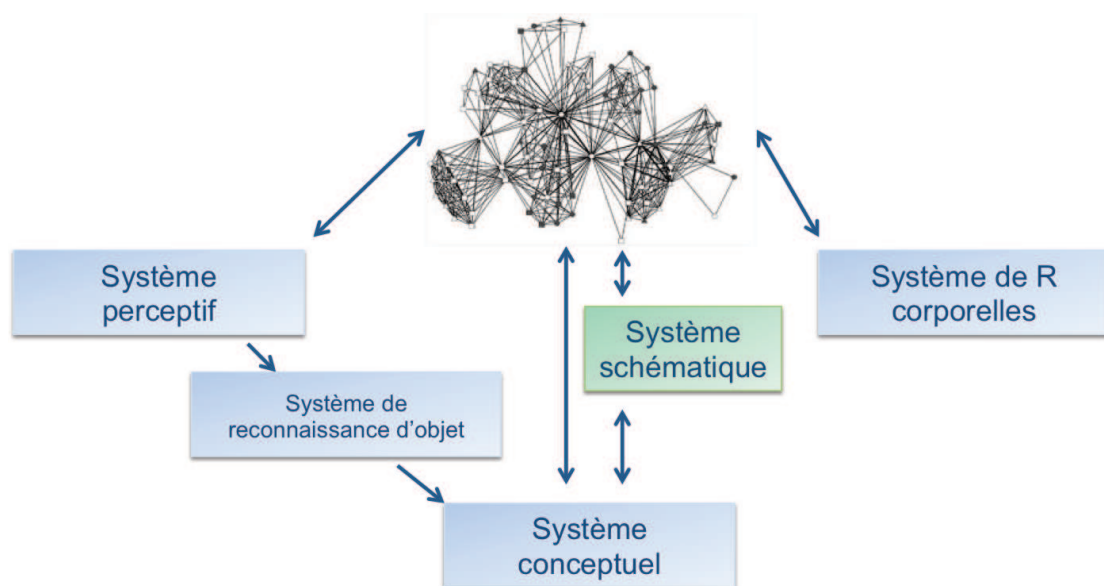 Système
perceptif
Système de R
corporelles
Système
schématique
Système de
reconnaissance d'objet
Système
conceptuel